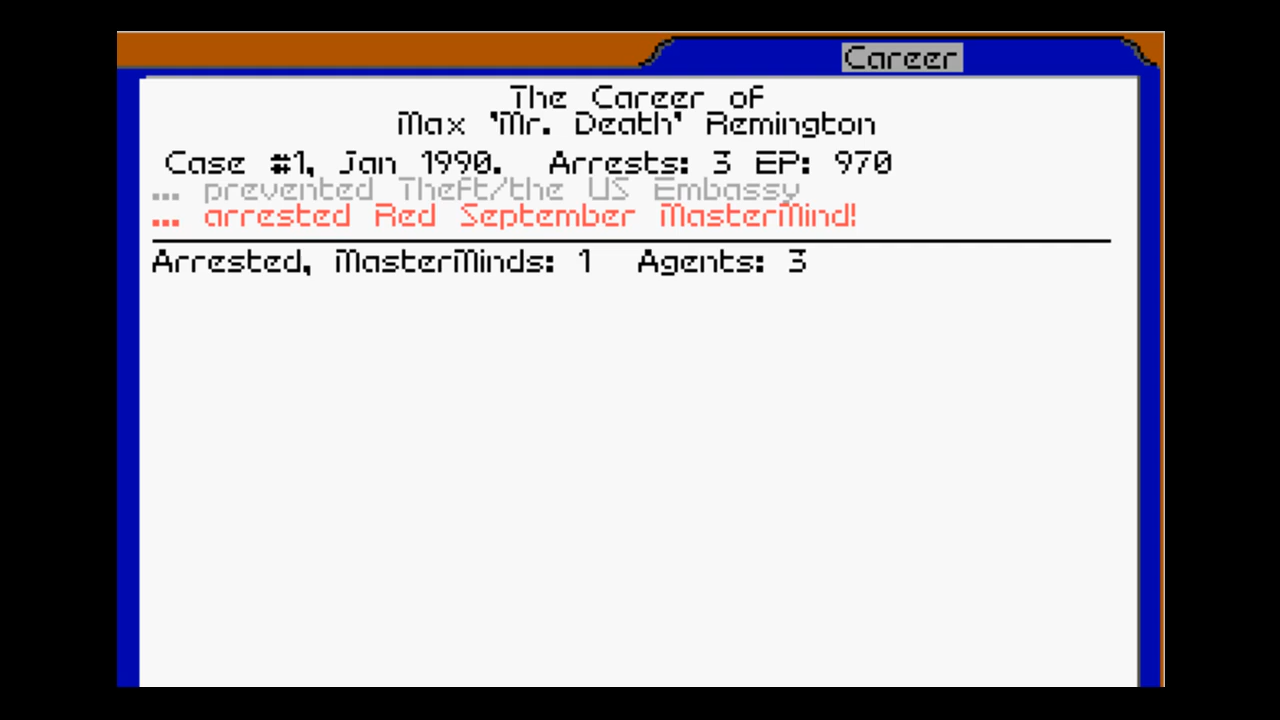 Career
The Career of
Max 'Mr. Death' Remington
Case #1, Jan 1990. Arrests: 3 EP: 970
... prevented Theft/the US Embassy
... arrested Red September MasterMind!
Arrested, MasterMinds: 1 Agents: 3